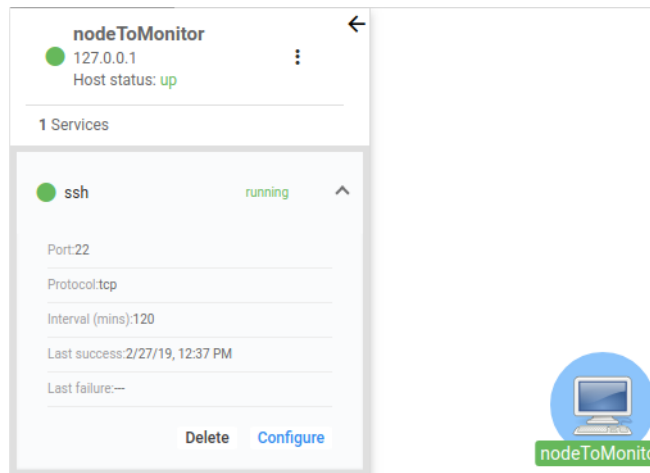 nodeToMonitor
127.0.0.1
Host status: up
1 Services
ssh running
Port:22
Protocol:tcp
Interval (mins):120
Last success:2/27/19, 12:37 PM
Last failure:---
Delete Configure